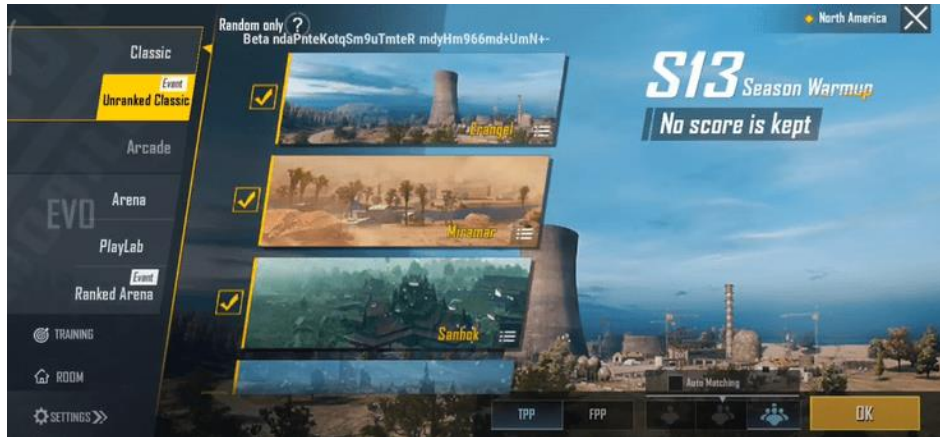 Random only ?
North America
Beta ndaPnteKotqSm9uTmteR mdyHm966md+UmN+-
Classic
Event
Unranked Classic
Arcade
EVO
Arena
PlayLab
Event
Ranked Arena
TRAINING
ROOM
SETTINGS
Erangel
Miramar
Sanhok
S13 Season Warmup
No score is kept
Auto Matching
TPP
FPP
OK